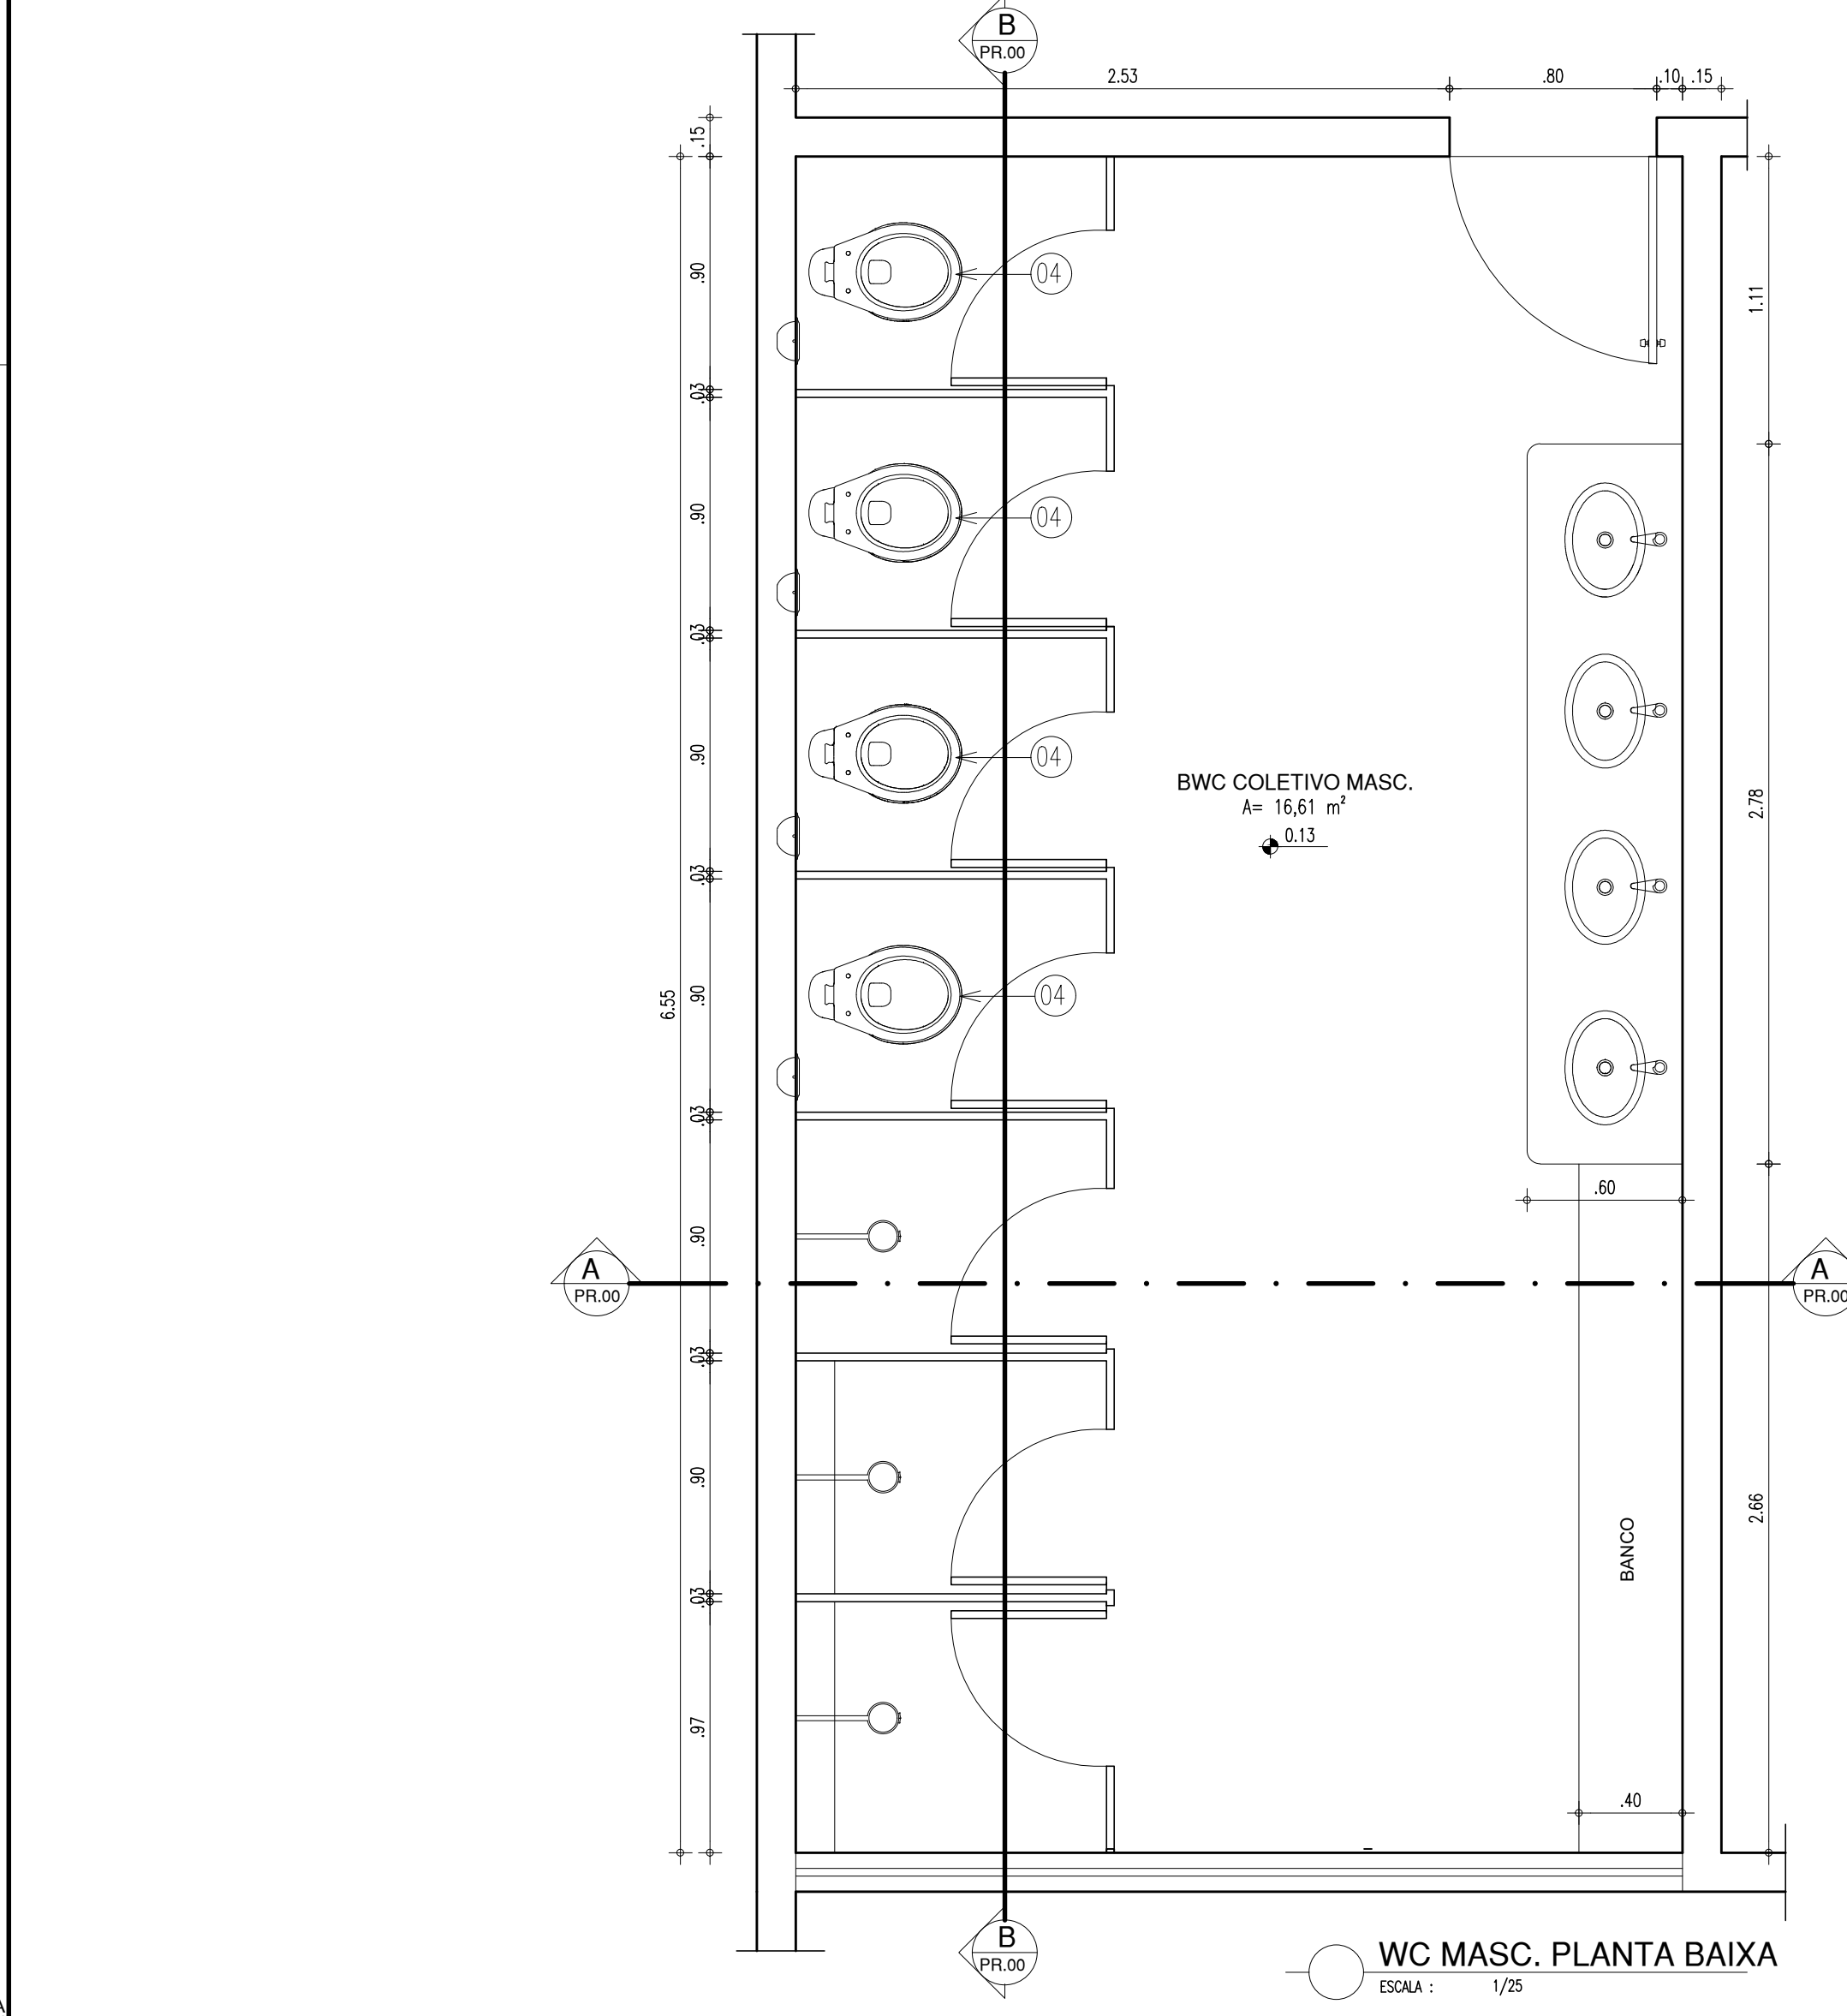 B
PR.00
2.53
.80
.10
.15
.15
.90
04
1.11
.03
.90
04
.03
.90
04
BWC COLETIVO MASC.
A= 16,61 m²
0.13
2.78
.03
6.55
.90
04
.03
.60
.90
A
PR.00
A
PR.00
.03
.90
2.66
BANCO
.03
.97
.40
B
PR.00
WC MASC. PLANTA BAIXA
ESCALA : 1/25
A